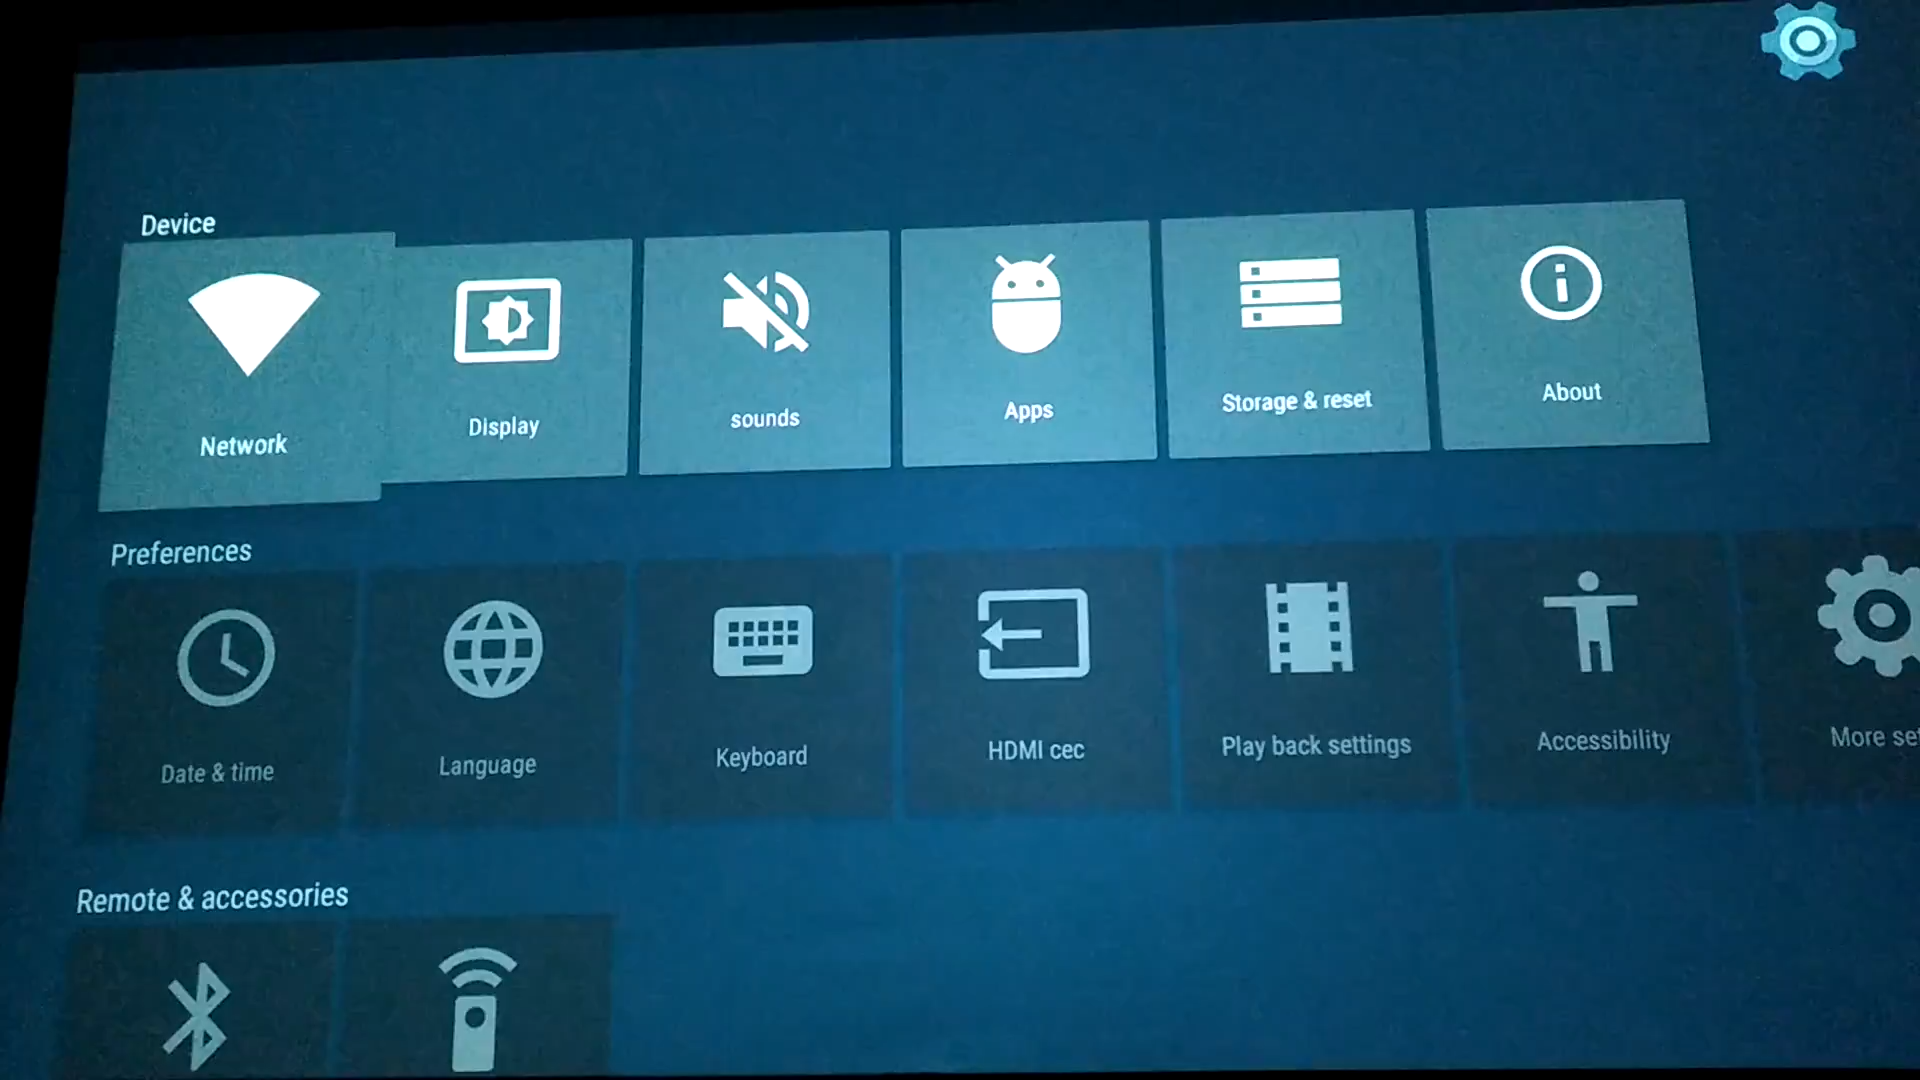 Device
Network
Display
sounds
Apps
Storage & reset
About
Preferences
Date & time
Language
Keyboard
HDMI cec
Play back settings
Accessibility
More
Remote & accessories